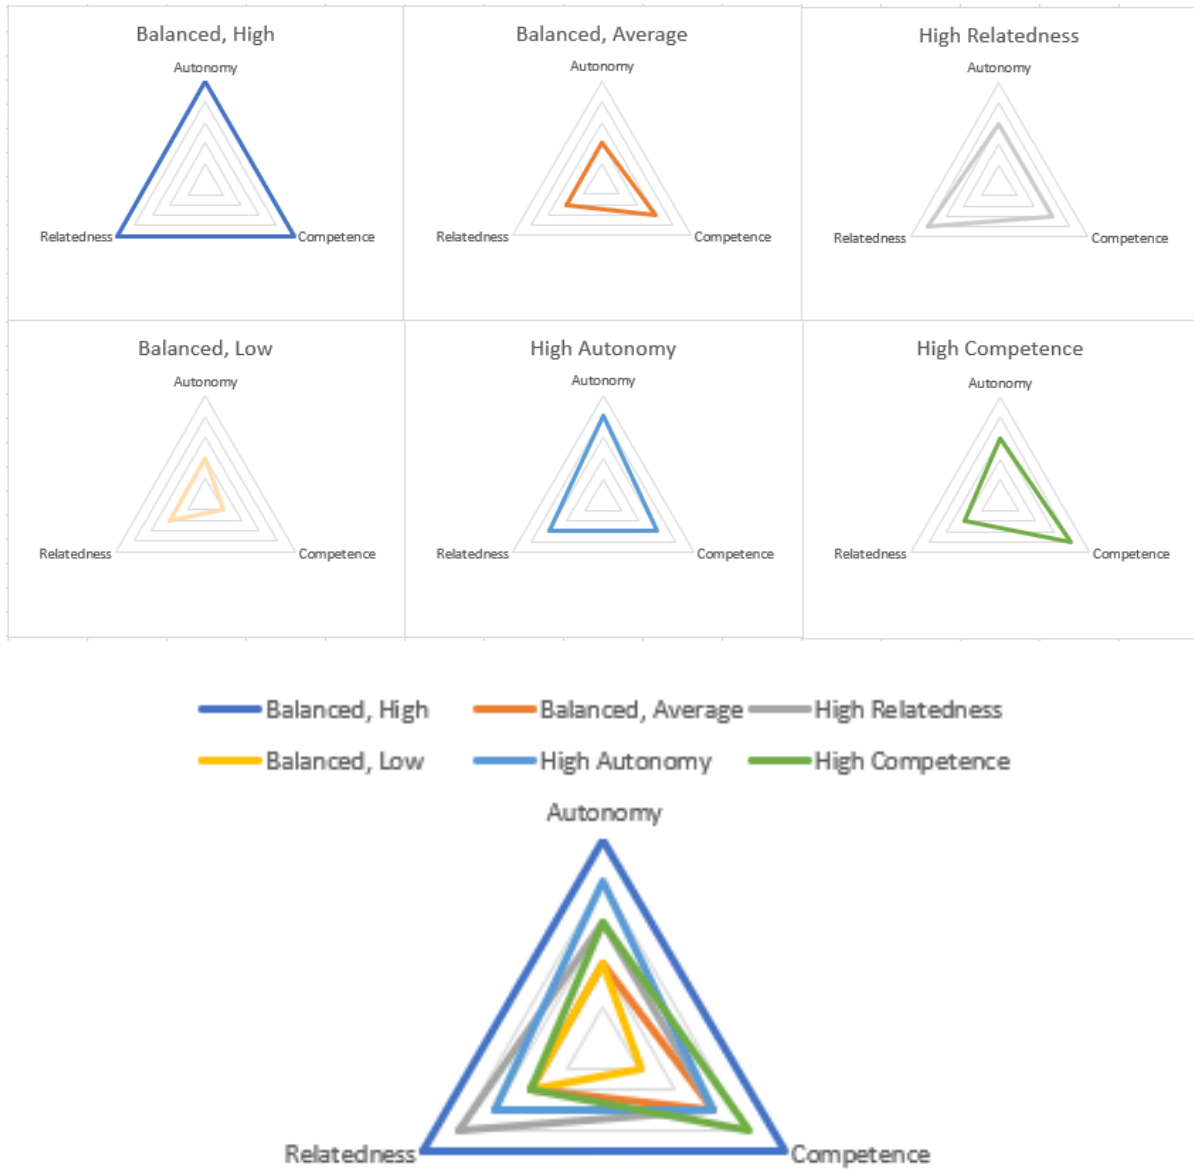 Balanced, High
Autonomy
Relatedness
Competence
Balanced, Average
Autonomy
Relatedness
Competence
High Relatedness
Autonomy
Relatedness
Competence
Balanced, Low
Autonomy
Relatedness
Competence
High Autonomy
Autonomy
Relatedness
Competence
High Competence
Autonomy
Relatedness
Competence
Balanced, High
Balanced, Average
High Relatedness
Balanced, Low
High Autonomy
High Competence
Autonomy
Relatedness
Competence